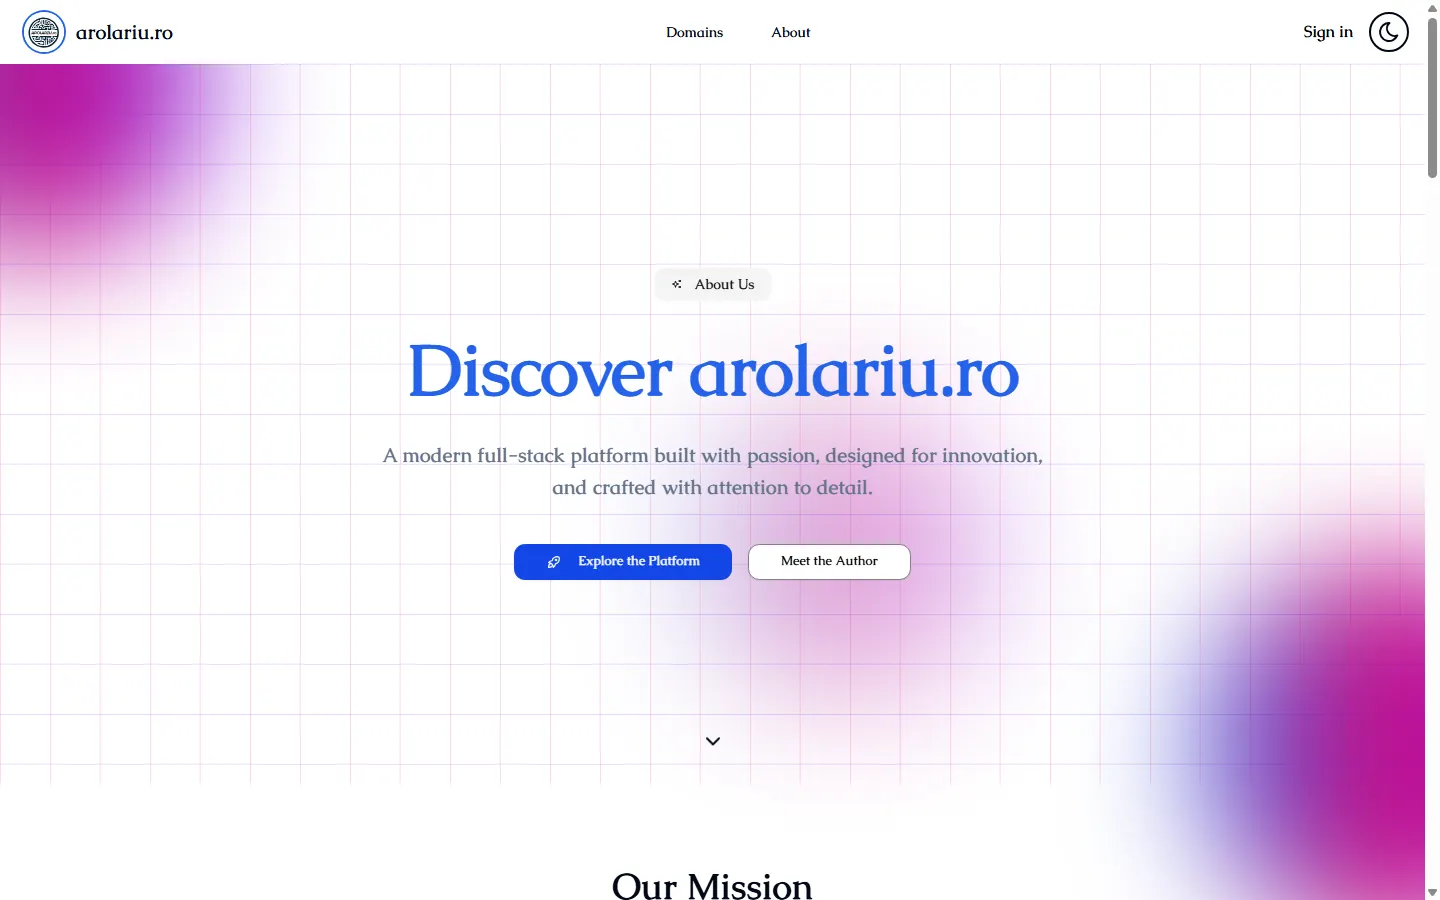 arolariu.ro
Domains
About
Sign in
About Us
Discover arolariu.ro
A modern full-stack platform built with passion, designed for innovation,
and crafted with attention to detail.
Explore the Platform
Meet the Author
Our Mission